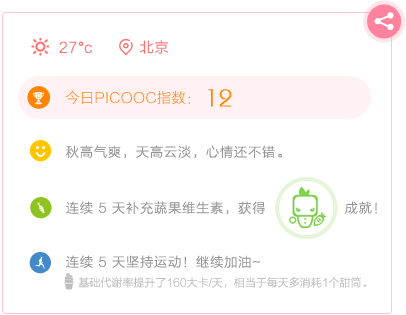 27°c 北京
今日PICOOC指数： 12
秋高气爽，天高云淡，心情还不错。
连续 5 天补充蔬果维生素，获得 成就！
连续 5 天坚持运动！继续加油~
基础代谢率提升了160大卡/天，相当于每天多消耗1个甜筒。